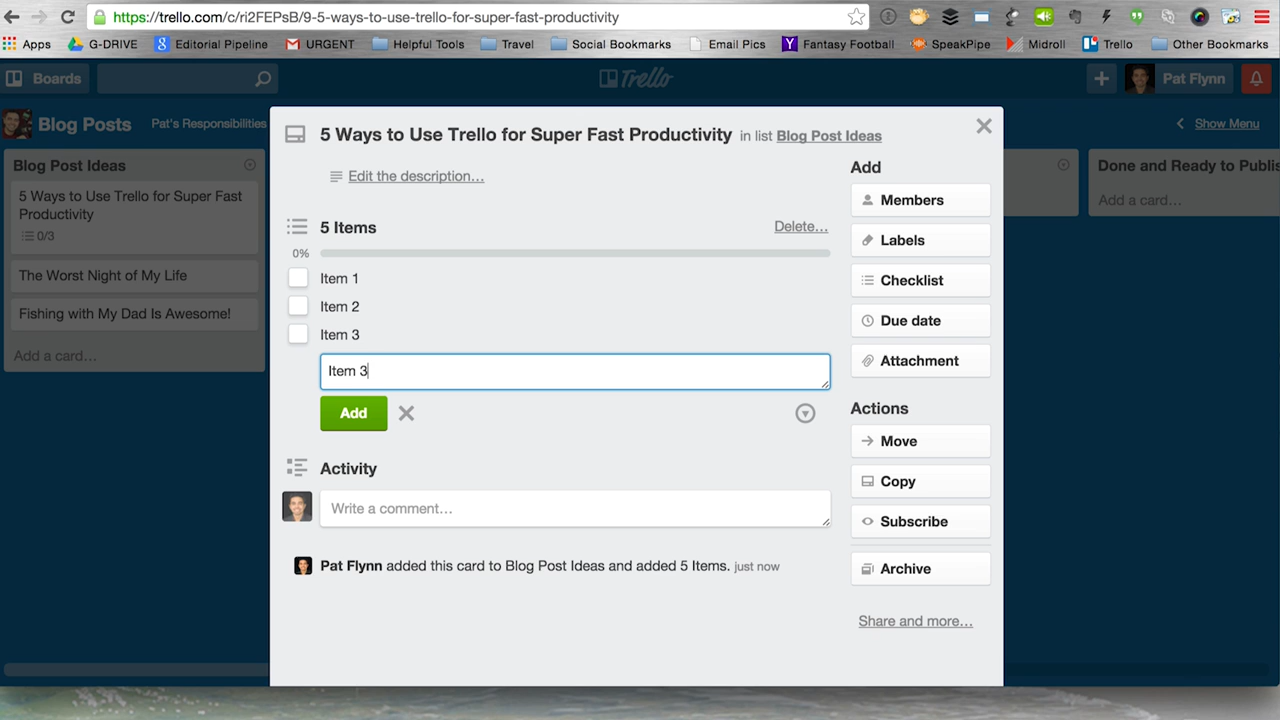 https://trello.com/c/ri2FEPsB/9-5-ways-to-use-trello-for-super-fast-productivity
Apps G-DRIVE Editorial Pipeline URGENT Helpful Tools Travel Social Bookmarks Email Pics Fantasy Football SpeakPipe Midroll Trello Other Bookmarks
Boards Trello Pat Flynn
Blog Posts Pat's Responsibilities Show Menu
Blog Post Ideas
5 Ways to Use Trello for Super Fast
Productivity
0/3
The Worst Night of My Life
Fishing with My Dad Is Awesome!
Add a card…
5 Ways to Use Trello for Super Fast Productivity in list Blog Post Ideas
Edit the description…
5 Items Delete…
0%
Item 1
Item 2
Item 3
Item 3
Add
Activity
Write a comment…
Pat Flynn added this card to Blog Post Ideas and added 5 Items. just now
Add
Members
Labels
Checklist
Due date
Attachment
Actions
Move
Copy
Subscribe
Archive
Share and more…
Done and Ready to Publis
Add a card…